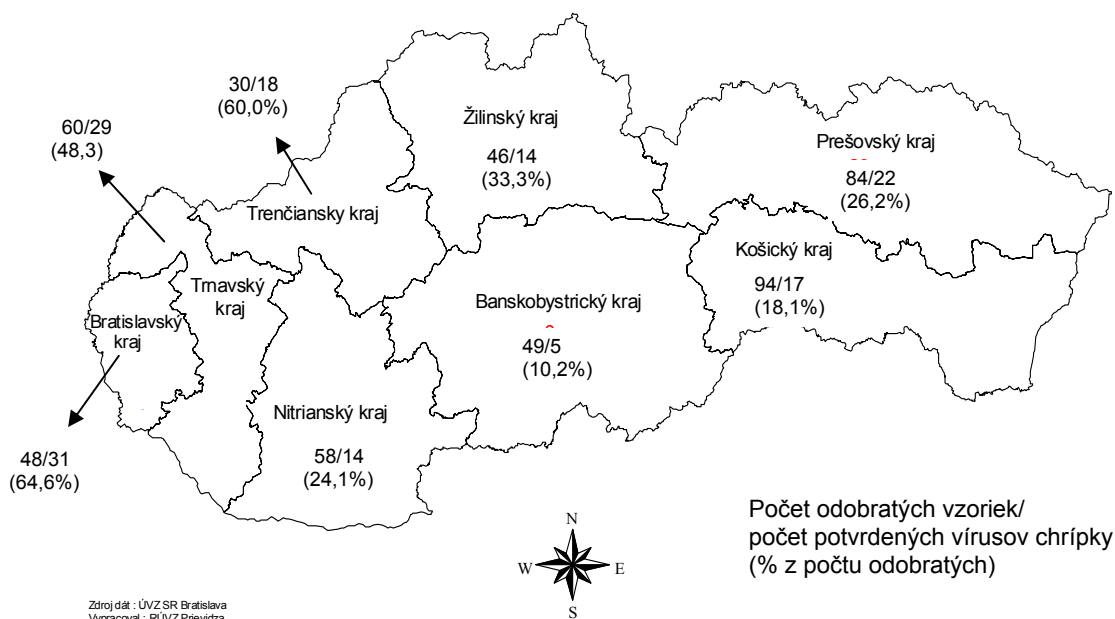 30/18
(60,0%)
60/29
(48,3)
Žilinský kraj
46/14
(33,3%)
Prešovský kraj
84/22
(26,2%)
Trenčiansky kraj
Košický kraj
94/17
(18,1%)
Trnavský
kraj
Bratislavský
kraj
Banskobystrický kraj
49/5
(10,2%)
Nitrianský kraj
58/14
(24,1%)
48/31
(64,6%)
Počet odobratých vzoriek/
počet potvrdených vírusov chrípky
(% z počtu odobratých)
N
W
E
S
Zdroj dát : ÚVZ SR Bratislava
Vypracoval : RÚVZ Prievidza